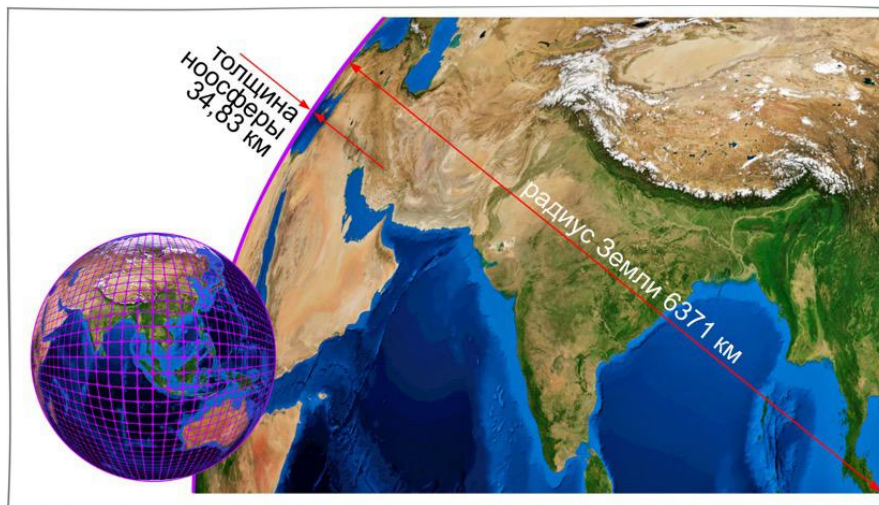 толщина
ноосферы
34,83 км
радиус Земли 6371 км